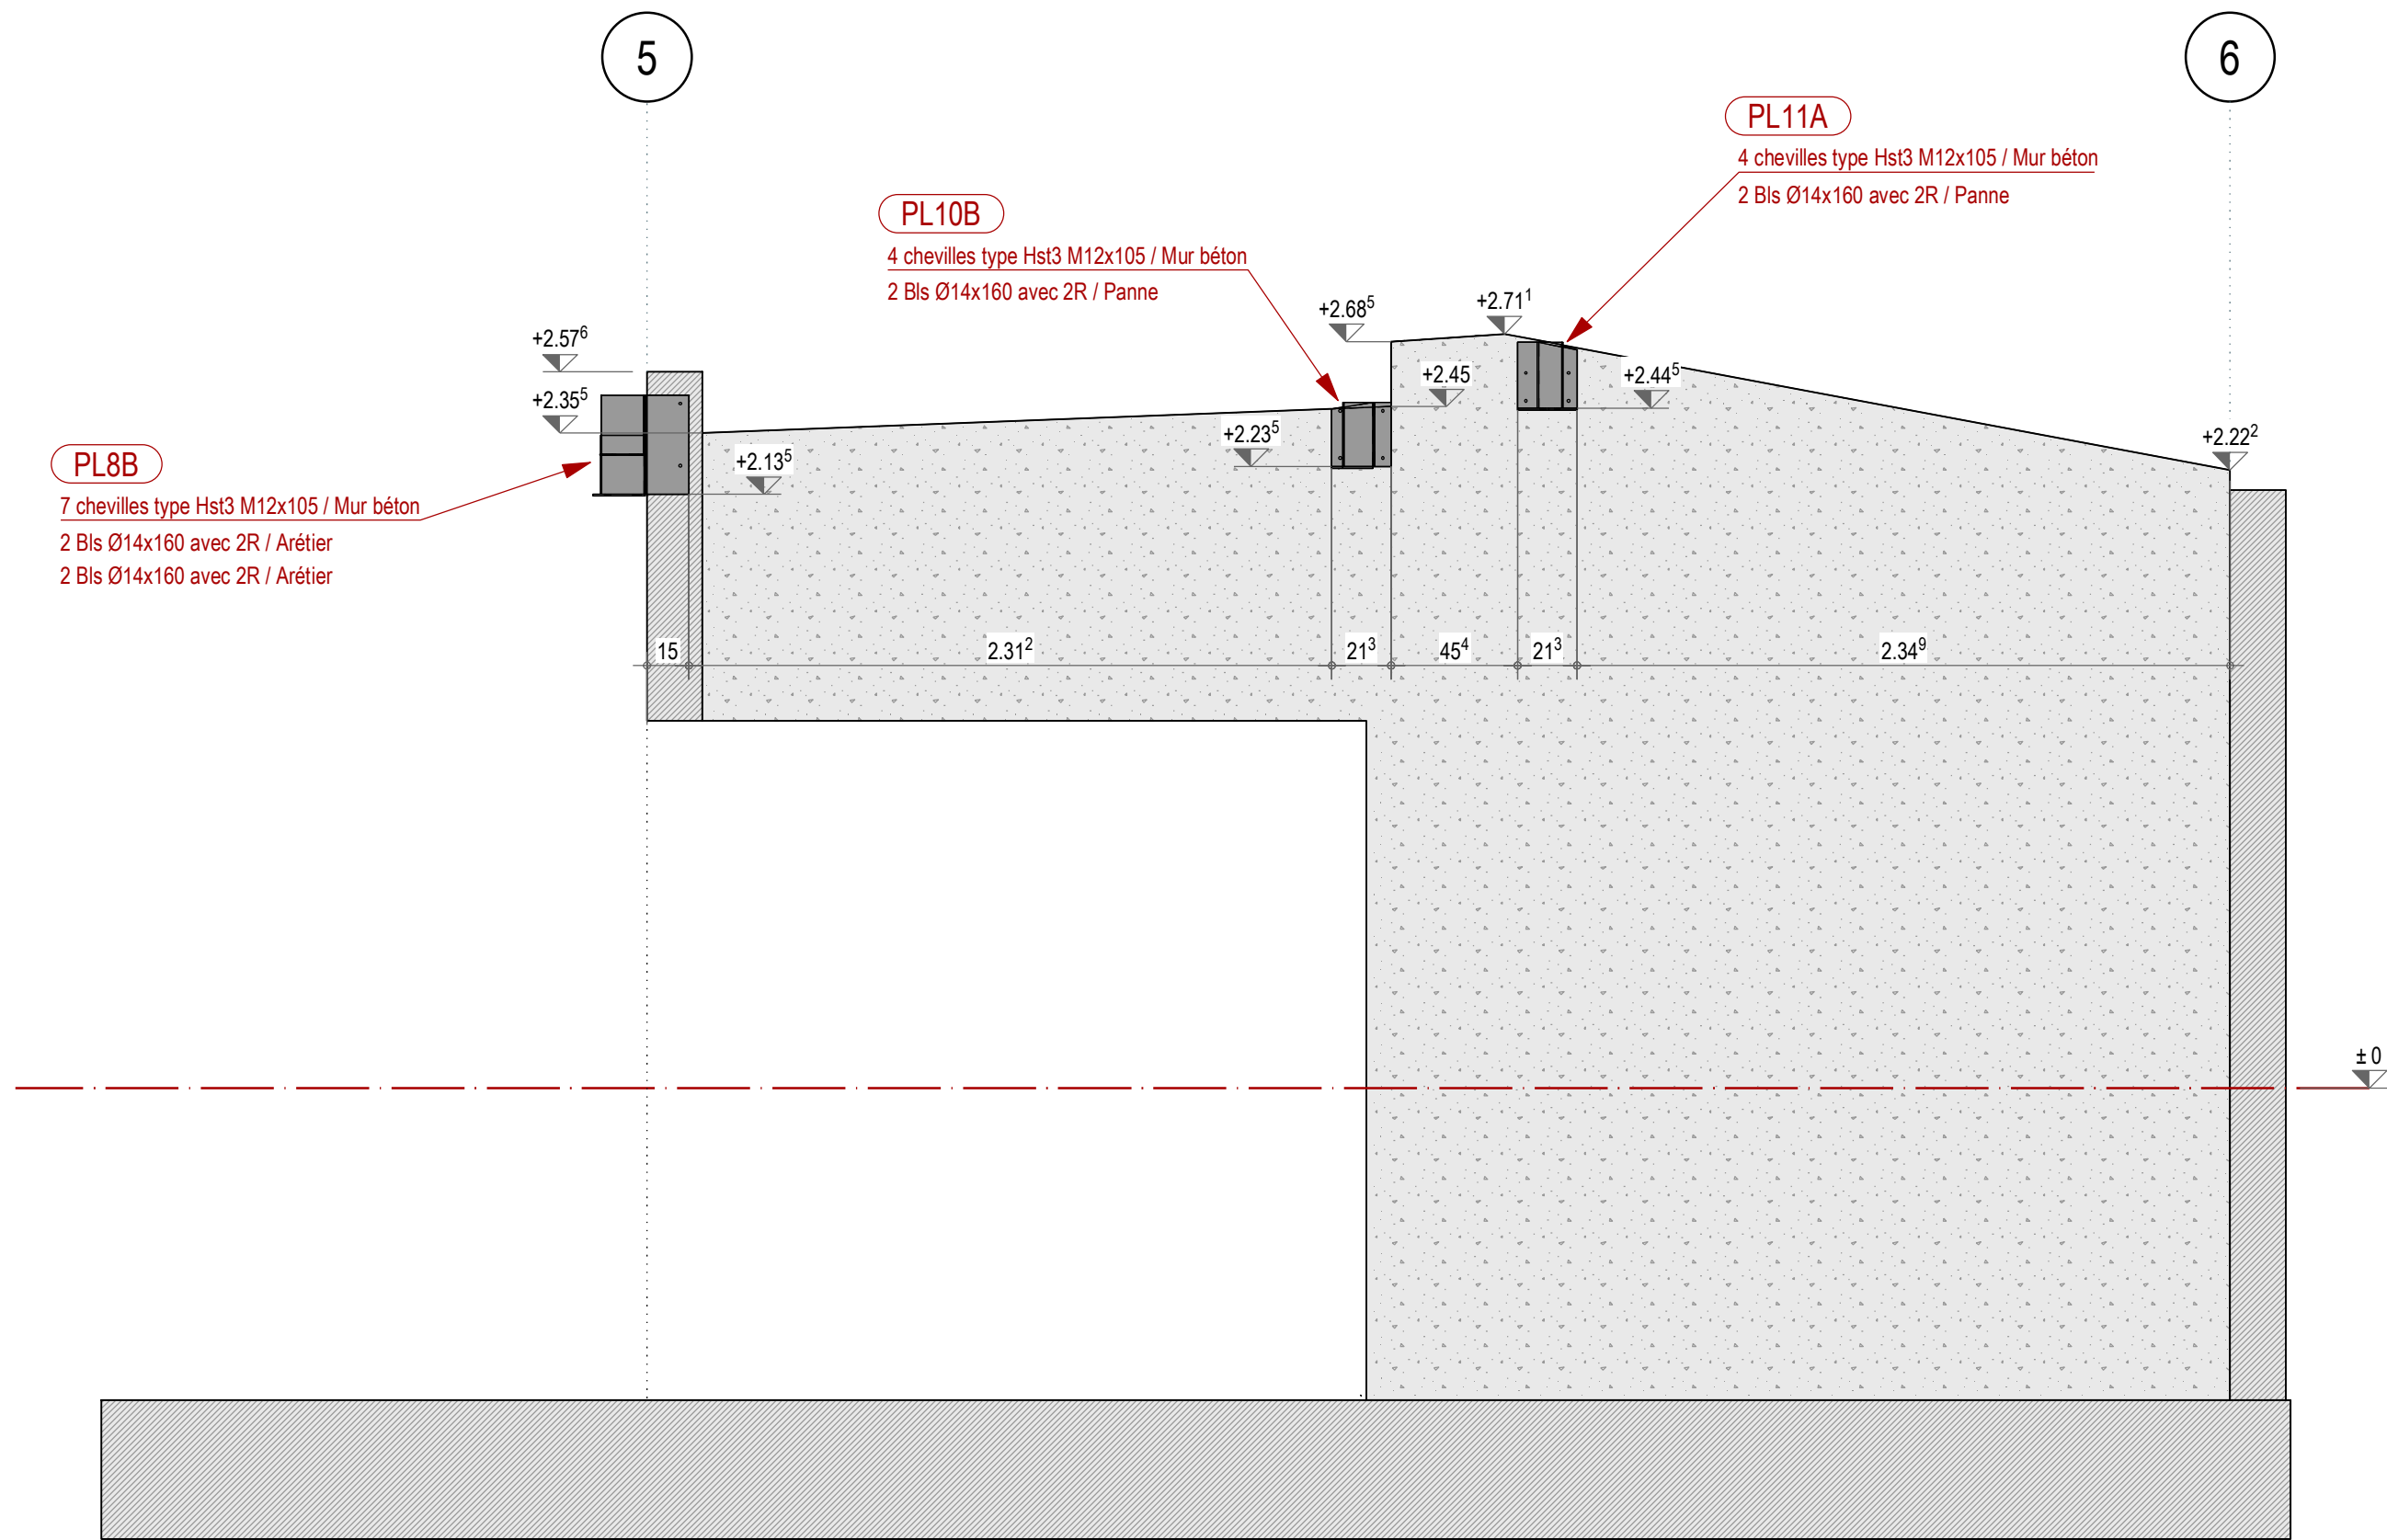 5
6
PL11A
4 chevilles type Hst3 M12x105 / Mur béton
2 Bls Ø14x160 avec 2R / Panne
PL10B
4 chevilles type Hst3 M12x105 / Mur béton
2 Bls Ø14x160 avec 2R / Panne
+2.71¹
+2.68⁵
+2.57⁶
+2.45
+2.44⁵
+2.35⁵
+2.23⁵
+2.22²
PL8B
+2.13⁵
7 chevilles type Hst3 M12x105 / Mur béton
2 Bls Ø14x160 avec 2R / Arétier
2 Bls Ø14x160 avec 2R / Arétier
15 2.31² 21³ 45⁴ 21³ 2.34⁹
± 0